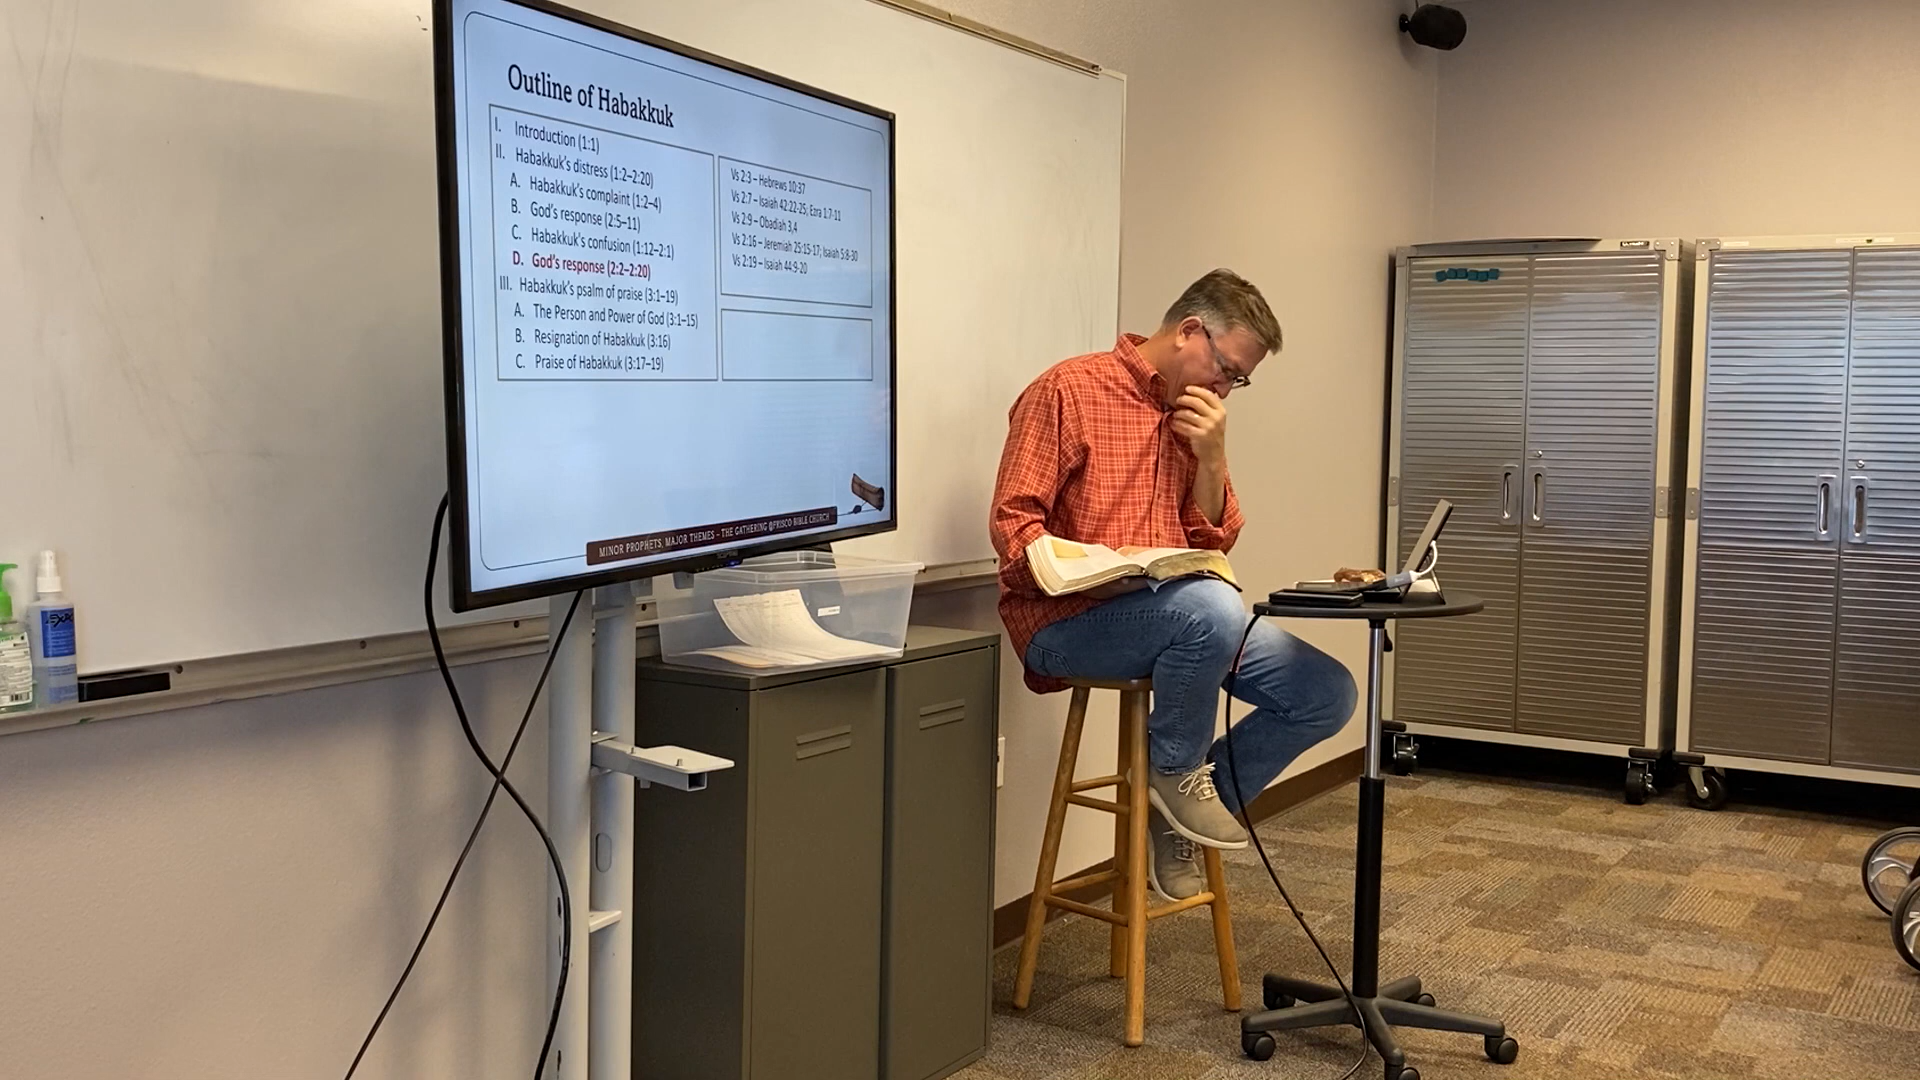 Outline of Habakkuk
I. Introduction (1:1)
II. Habakkuk's distress (1:2–2:20)
A. Habakkuk's complaint (1:2–4)
B. God's response (2:5–11)
C. Habakkuk's confusion (1:12–2:1)
D. God's response (2:2–2:20)
III. Habakkuk's psalm of praise (3:1–19)
A. The Person and Power of God (3:1–15)
B. Resignation of Habakkuk (3:16)
C. Praise of Habakkuk (3:17–19)
Vs 2:3 – Hebrews 10:37
Vs 2:7 – Isaiah 42:22-25; Ezra 1:7-11
Vs 2:9 – Obadiah 3,4
Vs 2:16 – Jeremiah 25:15-17; Isaiah 5:8-30
Vs 2:19 – Isaiah 44:9-20
MINOR PROPHETS, MAJOR THEMES – THE GATHERING @FRISCO BIBLE CHURCH
SCEPTRE
EXPO